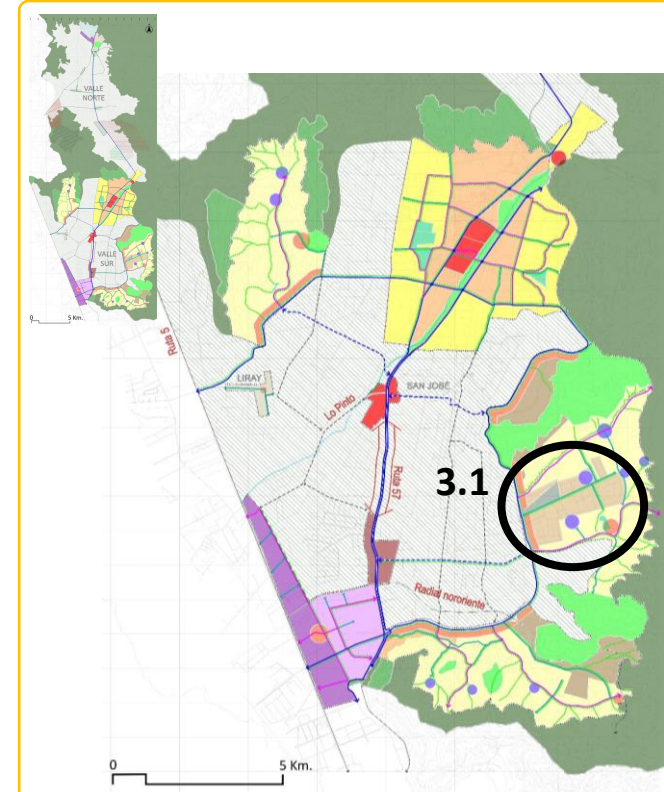 VALLE
NORTE
VALLE
SUR
0 5 Km.
Ruta 5
LIRAY
Lo Pinto
SAN JOSÉ
Ruta 57
3.1
Radial nororiente
0 5 Km.